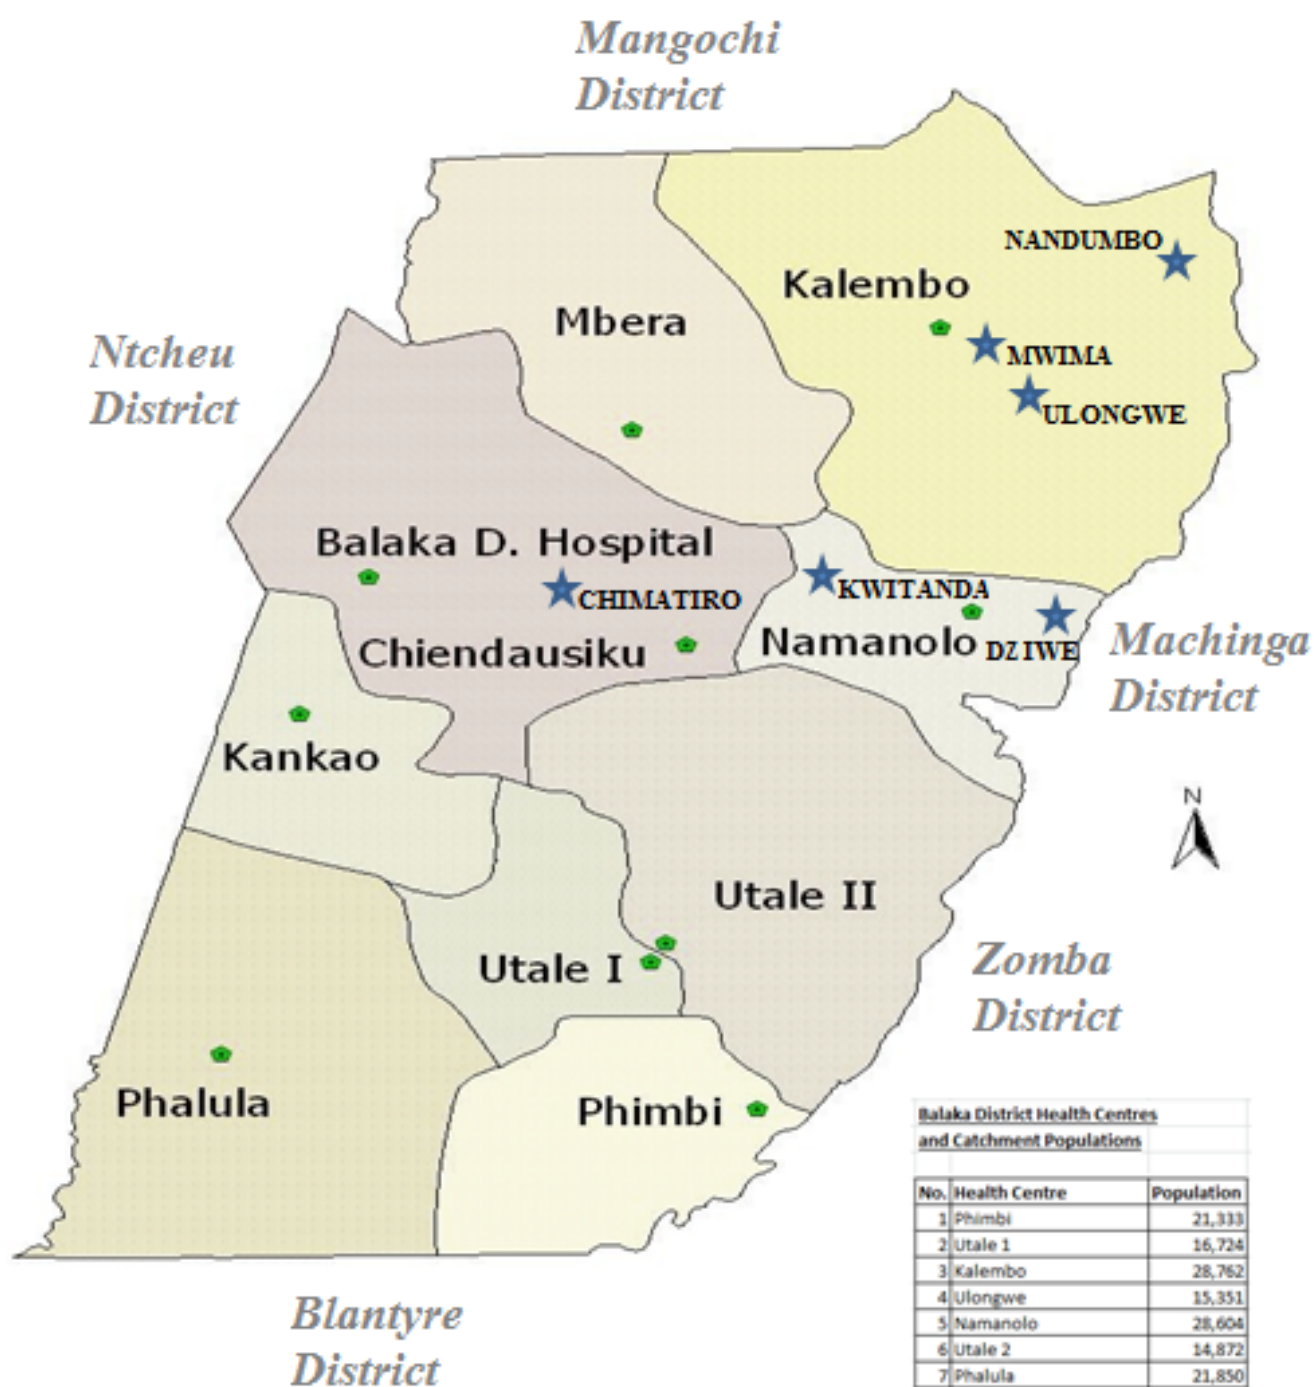 Mangochi
District
NANDUMBO
Kalembo
Mbera
MWIMA
ULONGWE
Ntcheu
District
Balaka D. Hospital
CHIMATIRO
KWITANDA
Chiendausiku
Namanolo
DZIWE
Machinga
District
Kankao
N
Utale II
Utale I
Zomba
District
Phalula
Phimbi
Blantyre
District
Balaka District Health Centres
and Catchment Populations
No. Health Centre Population
1 Phimbi 21,333
2 Utale 1 16,724
3 Kalembo 28,762
4 Ulongwe 15,351
5 Namanolo 28,604
6 Utale 2 14,872
7 Phalula 21,850